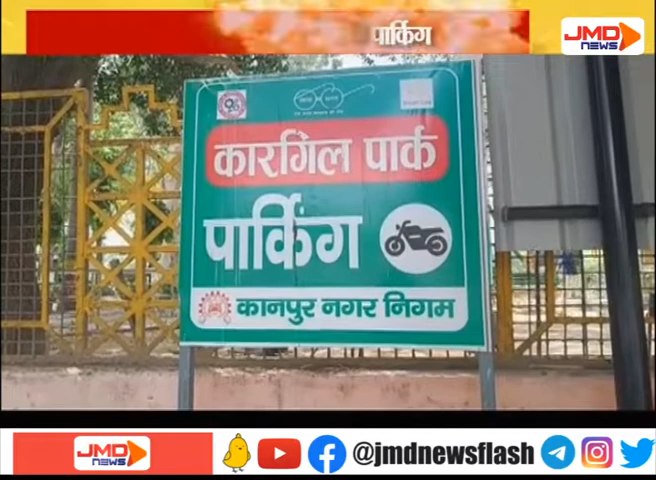 पार्किंग
JMD
NEWS
कारगिल पार्क
पार्किंग
कानपुर नगर निगम
JMD
NEWS
@jmdnewsflash